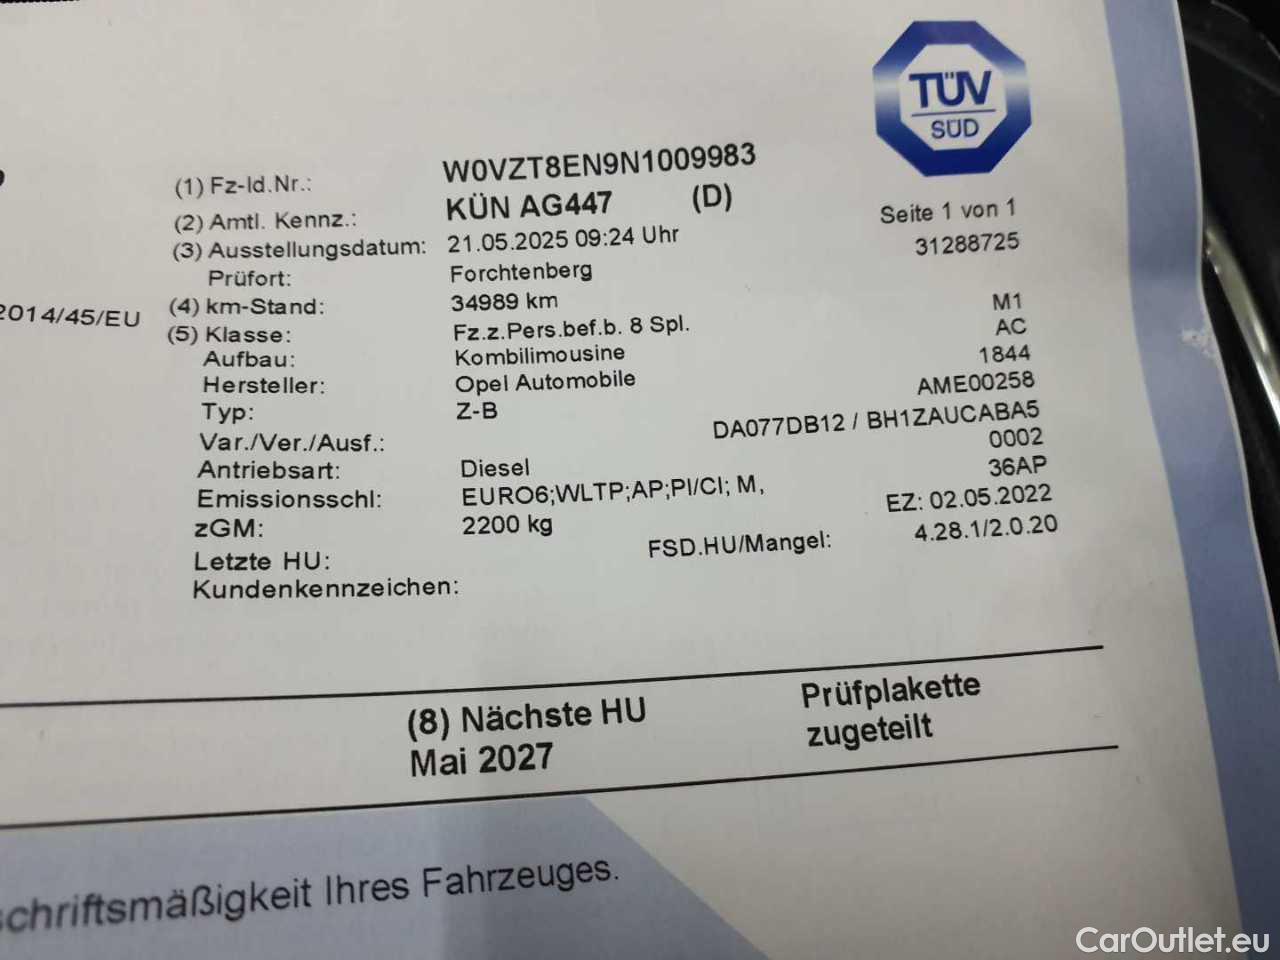 TÜV
SÜD
(1) Fz-Id.Nr.: W0VZT8EN9N1009983
(2) Amtl. Kennz.: KÜN AG447 (D)
Seite 1 von 1
(3) Ausstellungsdatum: 21.05.2025 09:24 Uhr 31288725
Prüfort: Forchtenberg
2014/45/EU
(4) km-Stand: 34989 km
(5) Klasse: Fz.z.Pers.bef.b. 8 Spl. M1
Aufbau: Kombilimousine AC
Hersteller: Opel Automobile 1844
Typ: Z-B AME00258
Var./Ver./Ausf.: DA077DB12 / BH1ZAUCABA5
Antriebsart: Diesel 0002
Emissionsschl: EURO6;WLTP;AP;PI/CI; M, 36AP
zGM: 2200 kg EZ: 02.05.2022
Letzte HU: FSD.HU/Mangel: 4.28.1/2.0.20
Kundenkennzeichen:
(8) Nächste HU Prüfplakette
Mai 2027 zugeteilt
schriftsmäßigkeit Ihres Fahrzeuges.
CarOutlet.eu